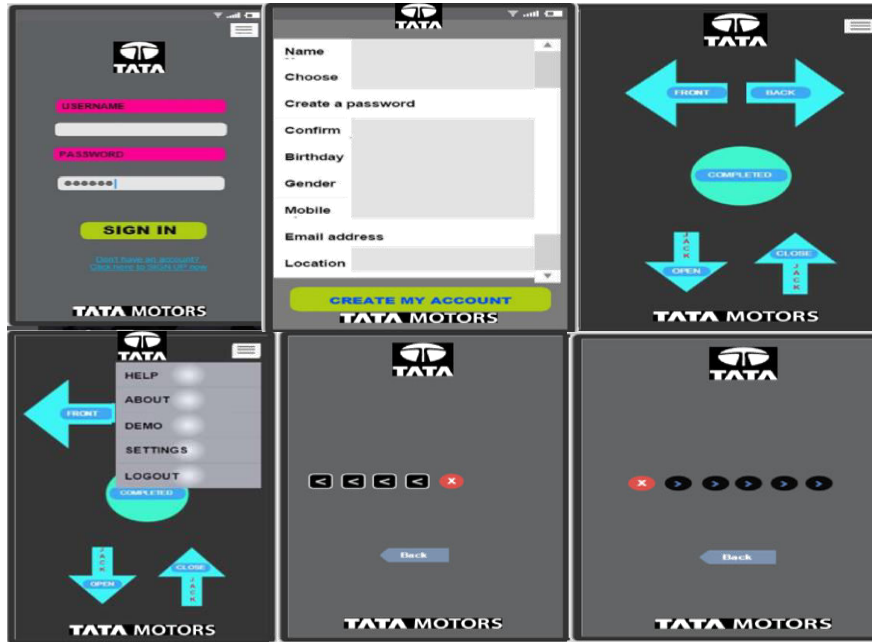 TATA
USERNAME
PASSWORD
SIGN IN
Don't have an account?
Click here to SIGN UP now
TATA MOTORS
TATA
Name
Choose
Create a password
Confirm
Birthday
Gender
Mobile
Email address
Location
CREATE MY ACCOUNT
TATA MOTORS
TATA
FRONT
BACK
COMPLETED
JACK
OPEN
CLOSE
JACK
TATA MOTORS
TATA
HELP
ABOUT
DEMO
SETTINGS
LOGOUT
FRONT
COMPLETED
JACK
OPEN
CLOSE
JACK
TATA MOTORS
TATA
< < < < X
Back
TATA MOTORS
TATA
X > > > > >
Back
TATA MOTORS